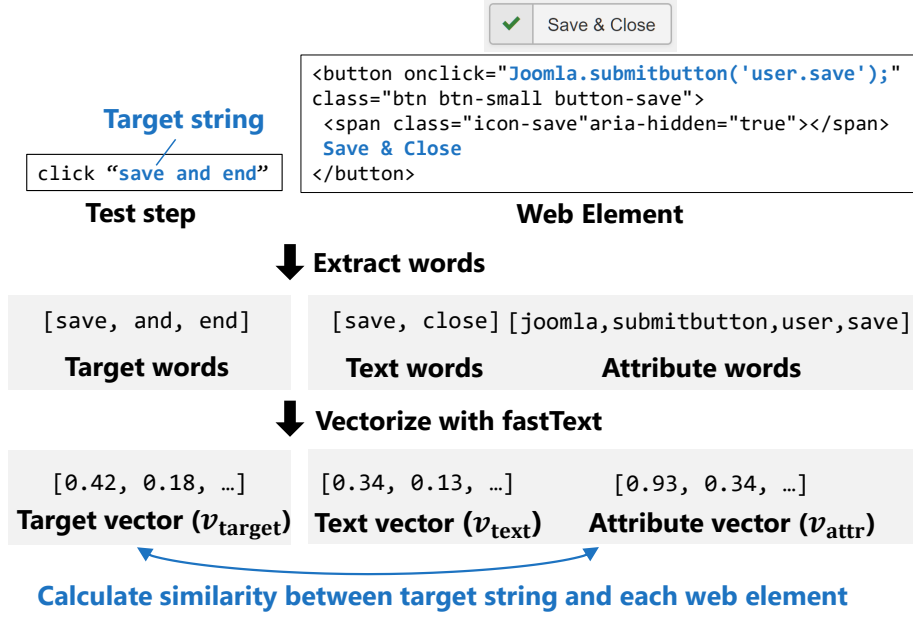 Save & Close
<button onclick="Joomla.submitbutton('user.save');"
class="btn btn-small button-save">
<span class="icon-save"aria-hidden="true"></span>
Save & Close
</button>
Target string
click “save and end”
Test step
Web Element
Extract words
[save, and, end]
[save, close] [joomla,submitbutton,user,save]
Target words
Text words
Attribute words
Vectorize with fastText
[0.42, 0.18, …]
[0.34, 0.13, …]
[0.93, 0.34, …]
Target vector (v_target)
Text vector (v_text)
Attribute vector (v_attr)
Calculate similarity between target string and each web element